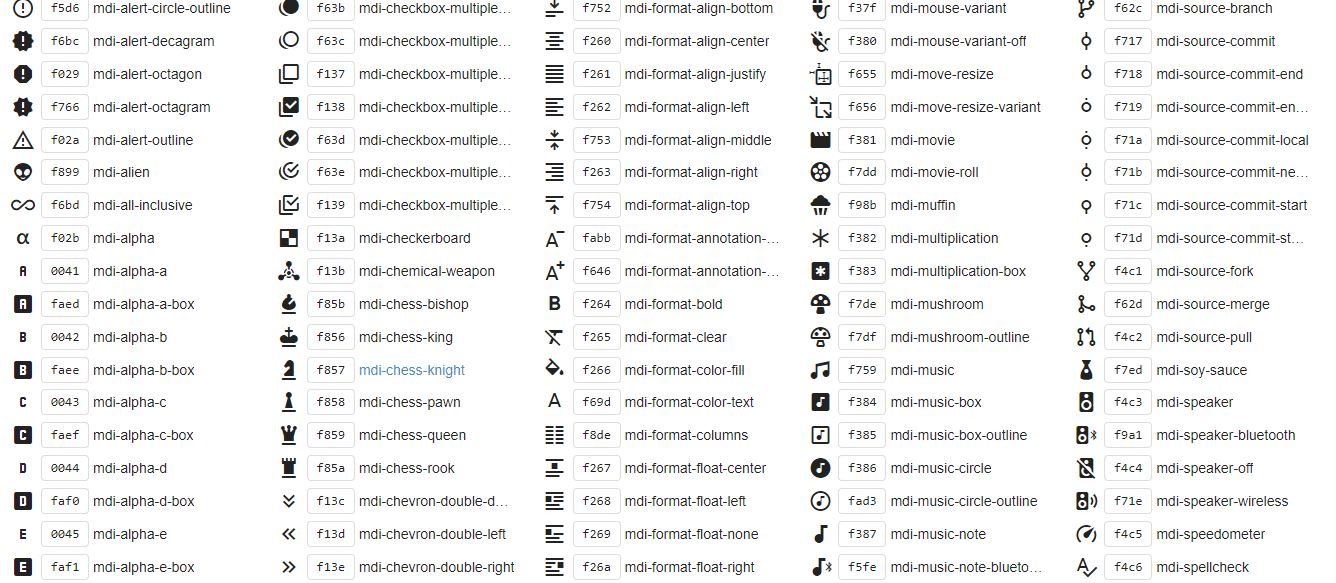 f5d6 mdi-alert-circle-outline
f6bc mdi-alert-decagram
f029 mdi-alert-octagon
f766 mdi-alert-octagram
f02a mdi-alert-outline
f899 mdi-alien
f6bd mdi-all-inclusive
α f02b mdi-alpha
A 0041 mdi-alpha-a
A faed mdi-alpha-a-box
B 0042 mdi-alpha-b
B faee mdi-alpha-b-box
C 0043 mdi-alpha-c
C faef mdi-alpha-c-box
D 0044 mdi-alpha-d
D faf0 mdi-alpha-d-box
E 0045 mdi-alpha-e
E faf1 mdi-alpha-e-box
f63b mdi-checkbox-multiple...
f63c mdi-checkbox-multiple...
f137 mdi-checkbox-multiple...
f138 mdi-checkbox-multiple...
f63d mdi-checkbox-multiple...
f63e mdi-checkbox-multiple...
f139 mdi-checkbox-multiple...
f13a mdi-checkerboard
f13b mdi-chemical-weapon
f85b mdi-chess-bishop
f856 mdi-chess-king
f857 mdi-chess-knight
f858 mdi-chess-pawn
f859 mdi-chess-queen
f85a mdi-chess-rook
f13c mdi-chevron-double-d...
f13d mdi-chevron-double-left
f13e mdi-chevron-double-right
f752 mdi-format-align-bottom
f260 mdi-format-align-center
f261 mdi-format-align-justify
f262 mdi-format-align-left
f753 mdi-format-align-middle
f263 mdi-format-align-right
f754 mdi-format-align-top
A- fabb mdi-format-annotation-...
A+ f646 mdi-format-annotation-...
B f264 mdi-format-bold
f265 mdi-format-clear
f266 mdi-format-color-fill
A f69d mdi-format-color-text
f8de mdi-format-columns
f267 mdi-format-float-center
f268 mdi-format-float-left
f269 mdi-format-float-none
f26a mdi-format-float-right
f37f mdi-mouse-variant
f380 mdi-mouse-variant-off
f655 mdi-move-resize
f656 mdi-move-resize-variant
f381 mdi-movie
f7dd mdi-movie-roll
f98b mdi-muffin
f382 mdi-multiplication
f383 mdi-multiplication-box
f7de mdi-mushroom
f7df mdi-mushroom-outline
f759 mdi-music
f384 mdi-music-box
f385 mdi-music-box-outline
f386 mdi-music-circle
fad3 mdi-music-circle-outline
f387 mdi-music-note
f5fe mdi-music-note-blueto...
f62c mdi-source-branch
f717 mdi-source-commit
f718 mdi-source-commit-end
f719 mdi-source-commit-en...
f71a mdi-source-commit-local
f71b mdi-source-commit-ne...
f71c mdi-source-commit-start
f71d mdi-source-commit-st...
f4c1 mdi-source-fork
f62d mdi-source-merge
f4c2 mdi-source-pull
f7ed mdi-soy-sauce
f4c3 mdi-speaker
f9a1 mdi-speaker-bluetooth
f4c4 mdi-speaker-off
f71e mdi-speaker-wireless
f4c5 mdi-speedometer
A f4c6 mdi-spellcheck